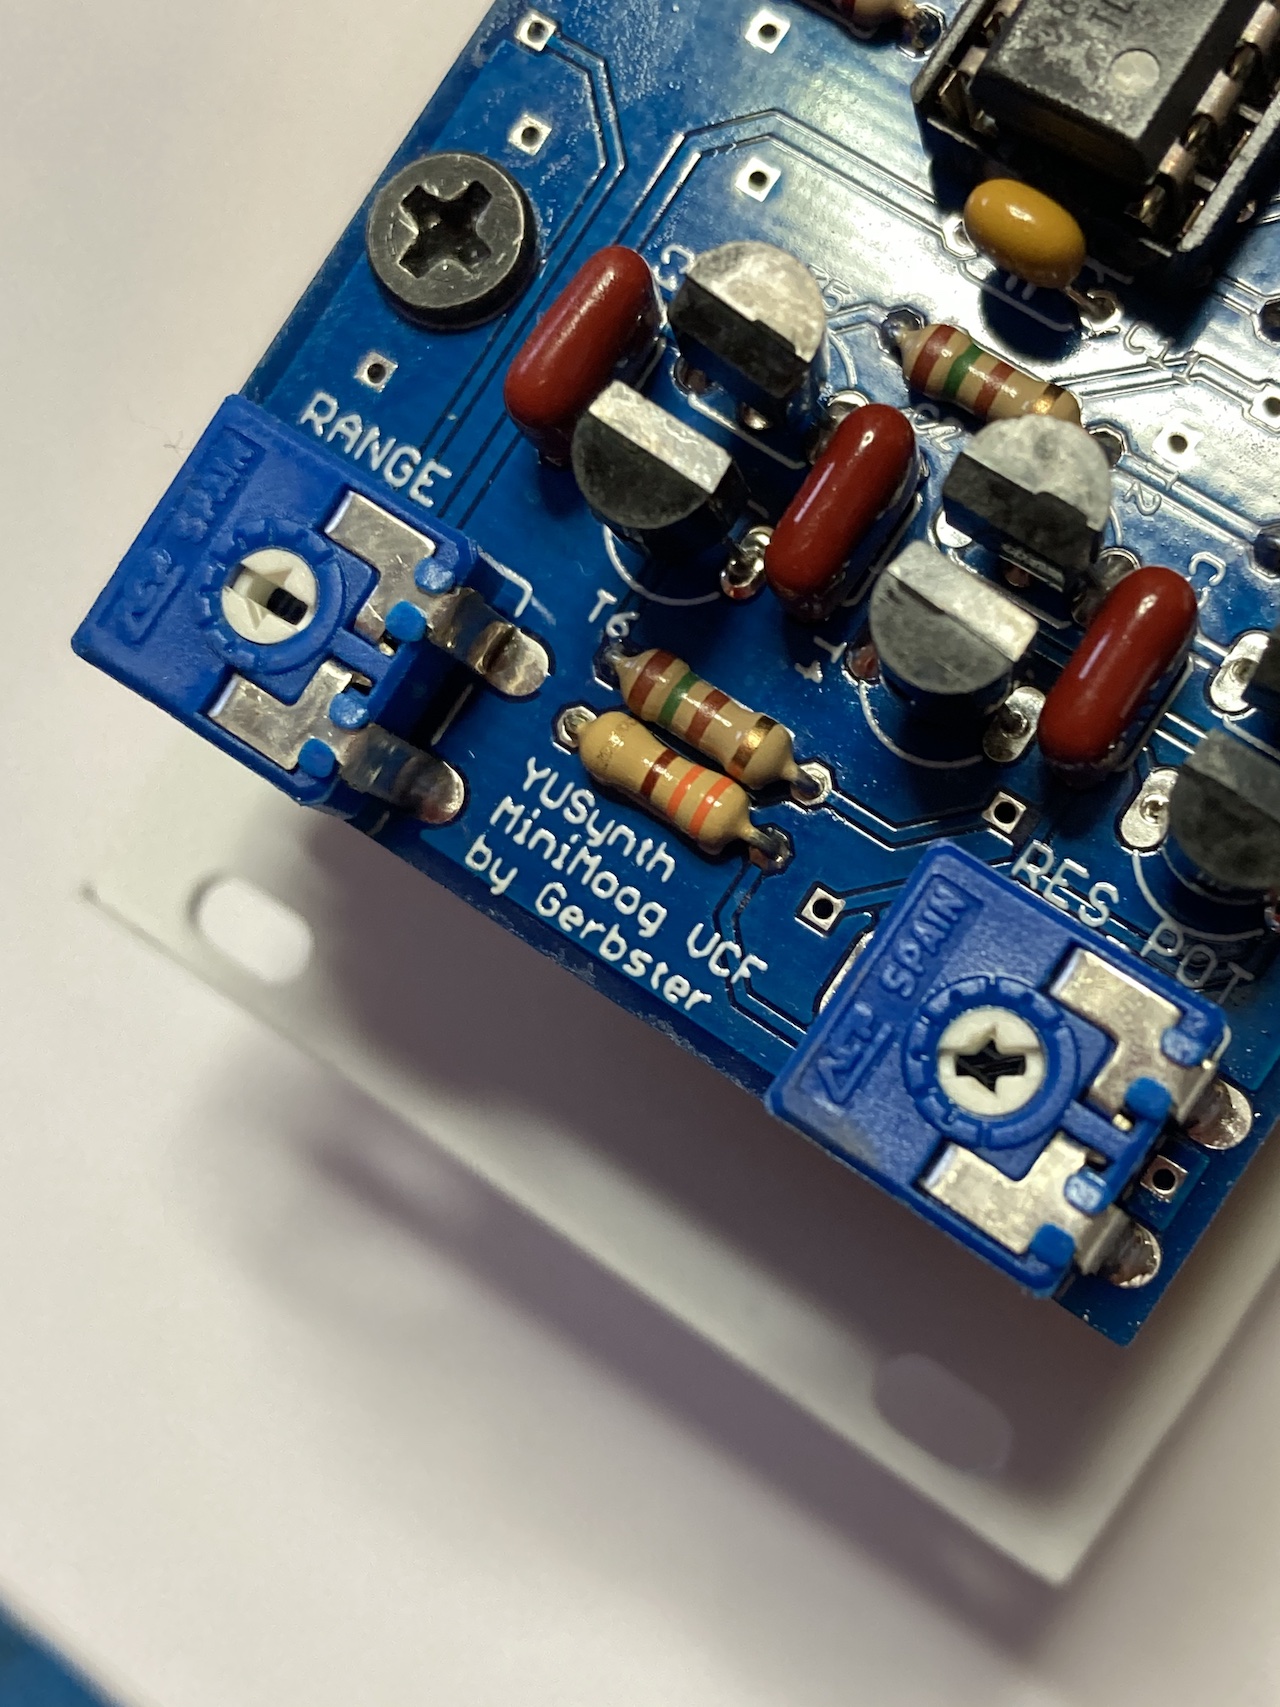 RANGE
SPAIN
T6
YUSynth
MiniMoog VCF
by Gerbster
RES. POT
SPAIN